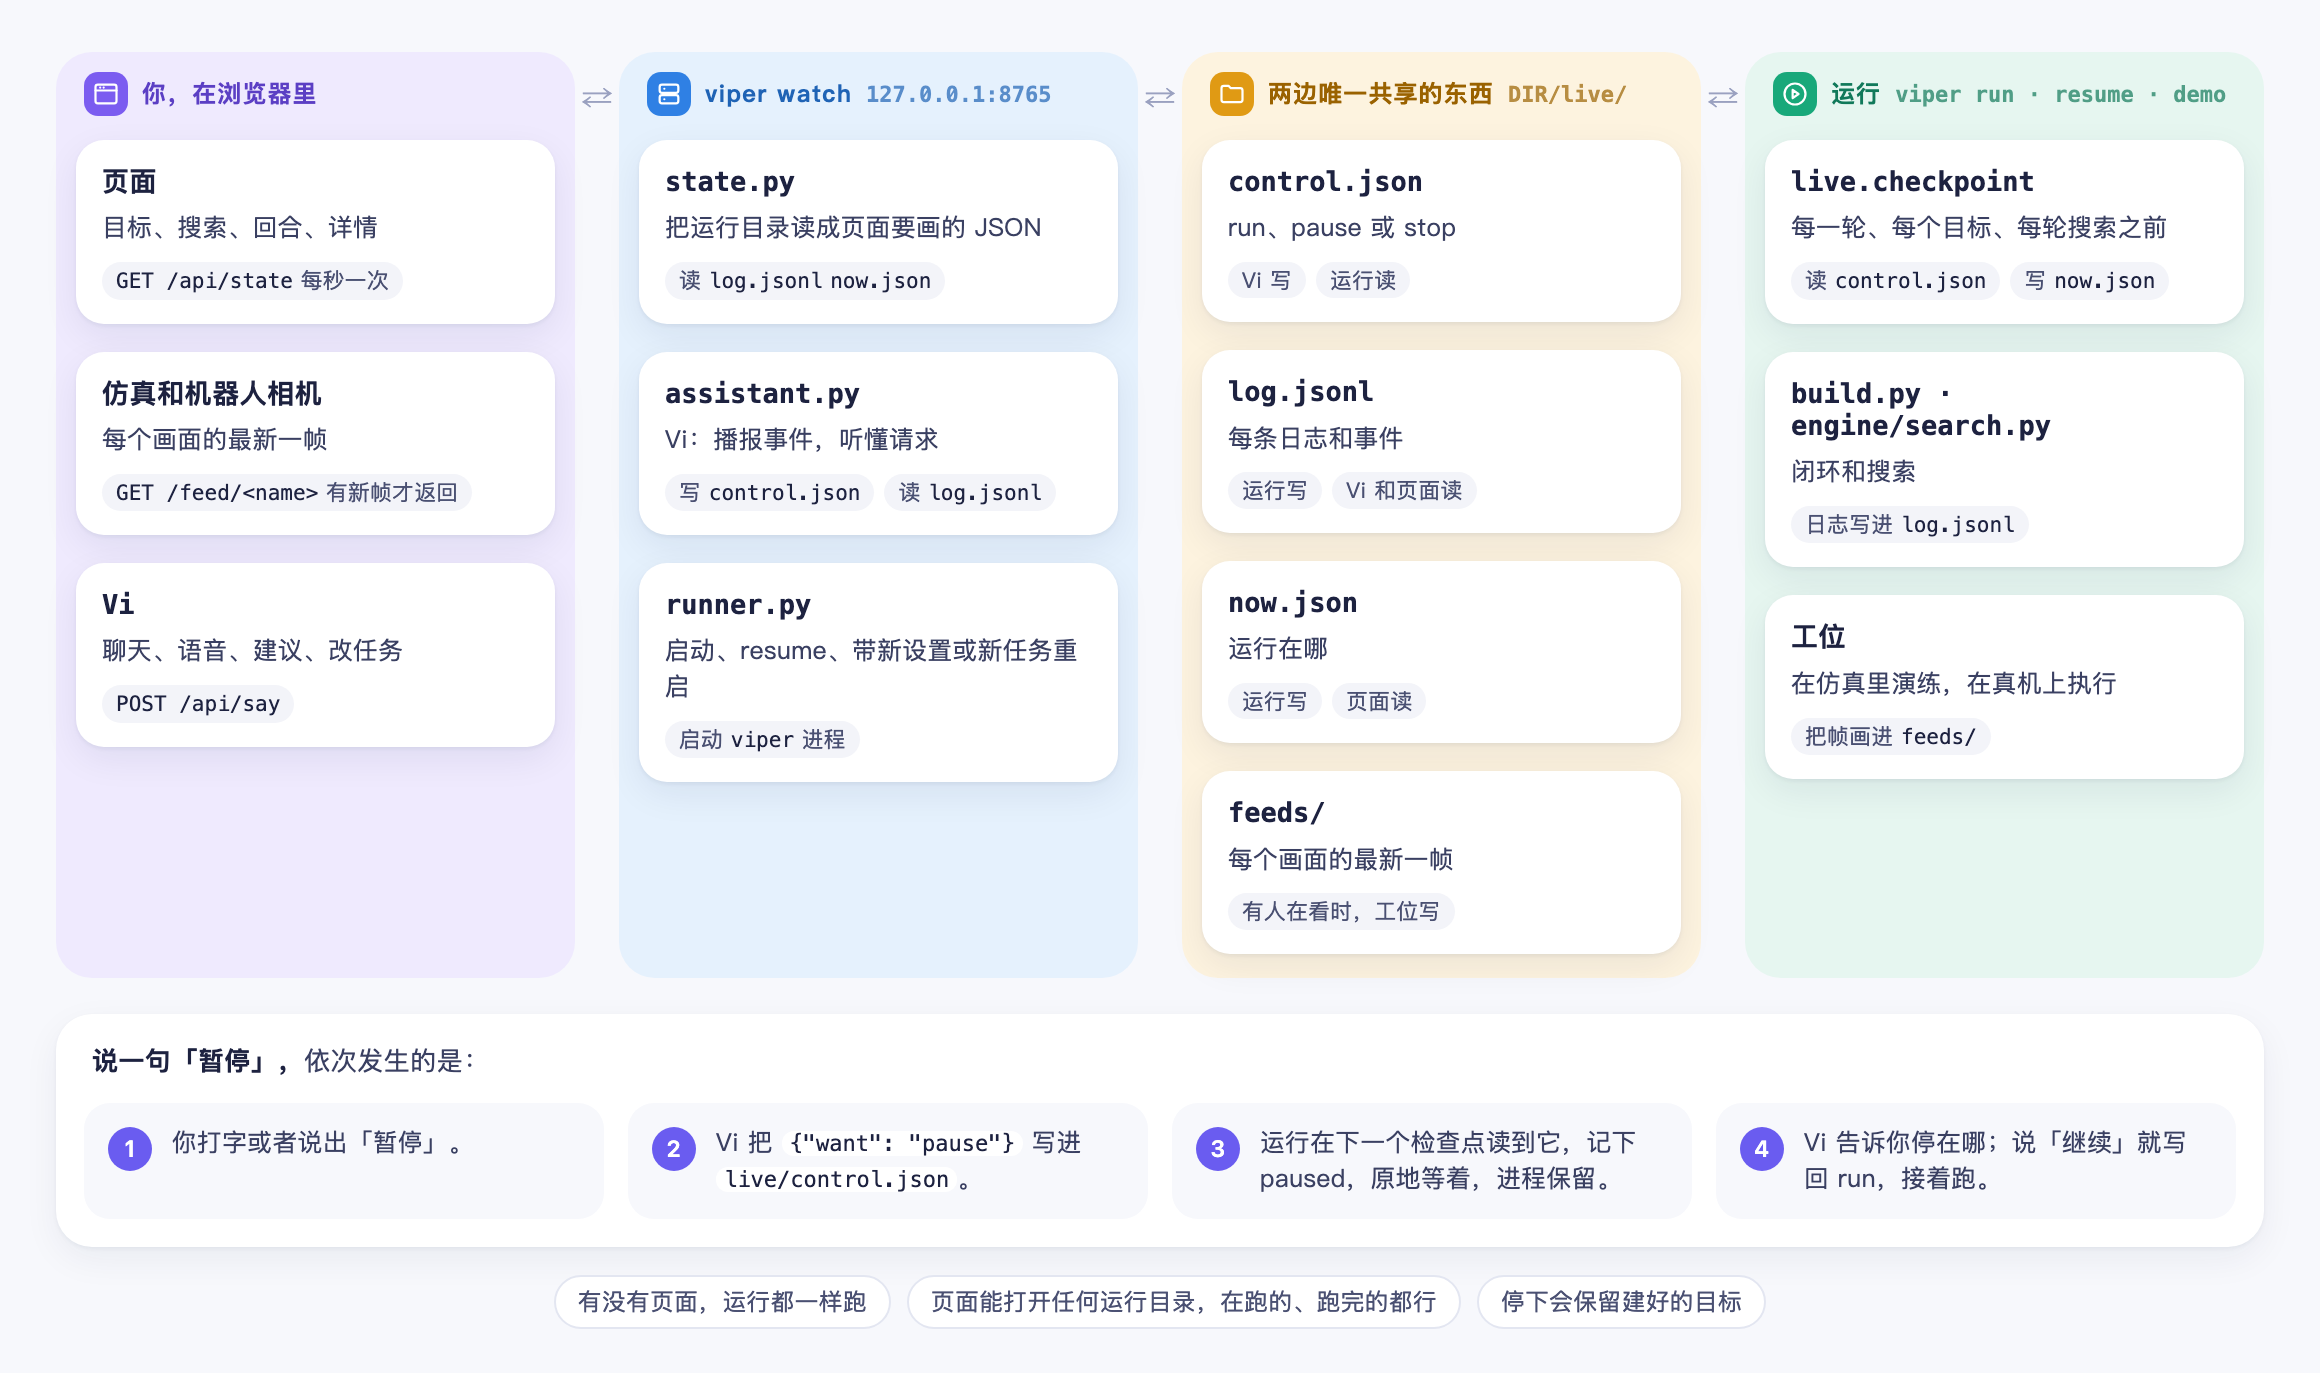 你，在浏览器里
页面
目标、搜索、回合、详情
GET /api/state 每秒一次
仿真和机器人相机
每个画面的最新一帧
GET /feed/<name> 有新帧才返回
Vi
聊天、语音、建议、改任务
POST /api/say
viper watch 127.0.0.1:8765
state.py
把运行目录读成页面要画的 JSON
读 log.jsonl now.json
assistant.py
Vi：播报事件，听懂请求
写 control.json 读 log.jsonl
runner.py
启动、resume、带新设置或新任务重
启
启动 viper 进程
两边唯一共享的东西 DIR/live/
control.json
run、pause 或 stop
Vi 写 运行读
log.jsonl
每条日志和事件
运行写 Vi 和页面读
now.json
运行在哪
运行写 页面读
feeds/
每个画面的最新一帧
有人在看时，工位写
运行 viper run · resume · demo
live.checkpoint
每一轮、每个目标、每轮搜索之前
读 control.json 写 now.json
build.py ·
engine/search.py
闭环和搜索
日志写进 log.jsonl
工位
在仿真里演练，在真机上执行
把帧画进 feeds/
说一句「暂停」，依次发生的是：
1 你打字或者说出「暂停」。
2 Vi 把 {"want": "pause"} 写进
live/control.json 。
3 运行在下一个检查点读到它，记下
paused，原地等着，进程保留。
4 Vi 告诉你停在哪；说「继续」就写
回 run，接着跑。
有没有页面，运行都一样跑
页面能打开任何运行目录，在跑的、跑完的都行
停下会保留建好的目标